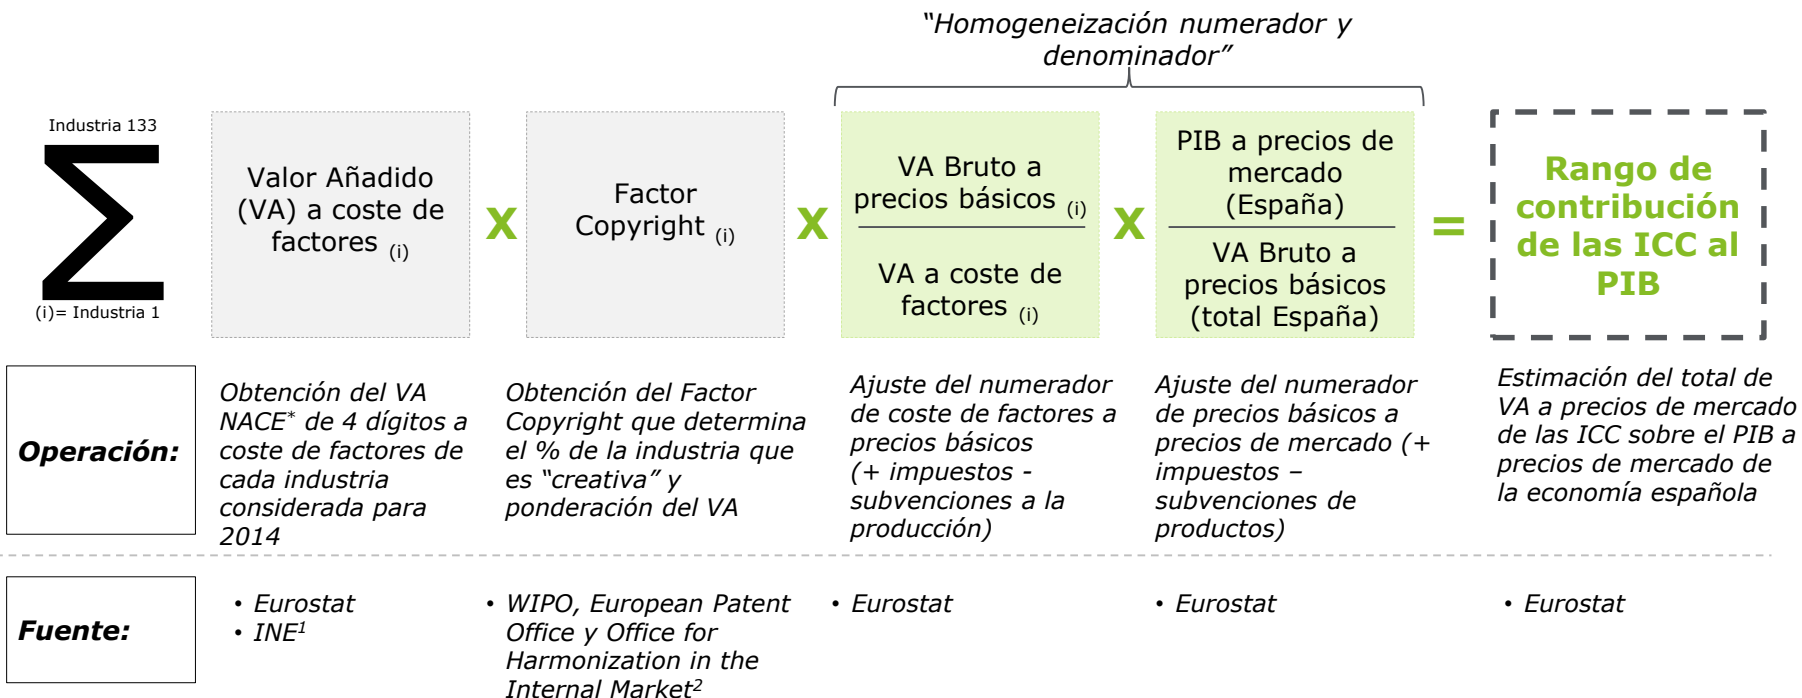 “Homogeneización numerador y
denominador”
Industria 133
∑
(i)= Industria 1
Valor Añadido
(VA) a coste de
factores (i)
X
Factor
Copyright (i)
X
VA Bruto a
precios básicos (i)
VA a coste de
factores (i)
X
PIB a precios de
mercado
(España)
VA Bruto a
precios básicos
(total España)
=
Rango de
contribución
de las ICC al
PIB
Operación:
Obtención del VA
NACE* de 4 dígitos a
coste de factores de
cada industria
considerada para
2014
Obtención del Factor
Copyright que determina
el % de la industria que
es “creativa” y
ponderación del VA
Ajuste del numerador
de coste de factores a
precios básicos
(+ impuestos -
subvenciones a la
producción)
Ajuste del numerador
de precios básicos a
precios de mercado (+
impuestos –
subvenciones de
productos)
Estimación del total de
VA a precios de mercado
de las ICC sobre el PIB a
precios de mercado de
la economía española
Fuente:
• Eurostat
• INE1
• WIPO, European Patent
Office y Office for
Harmonization in the
Internal Market2
• Eurostat
• Eurostat
• Eurostat